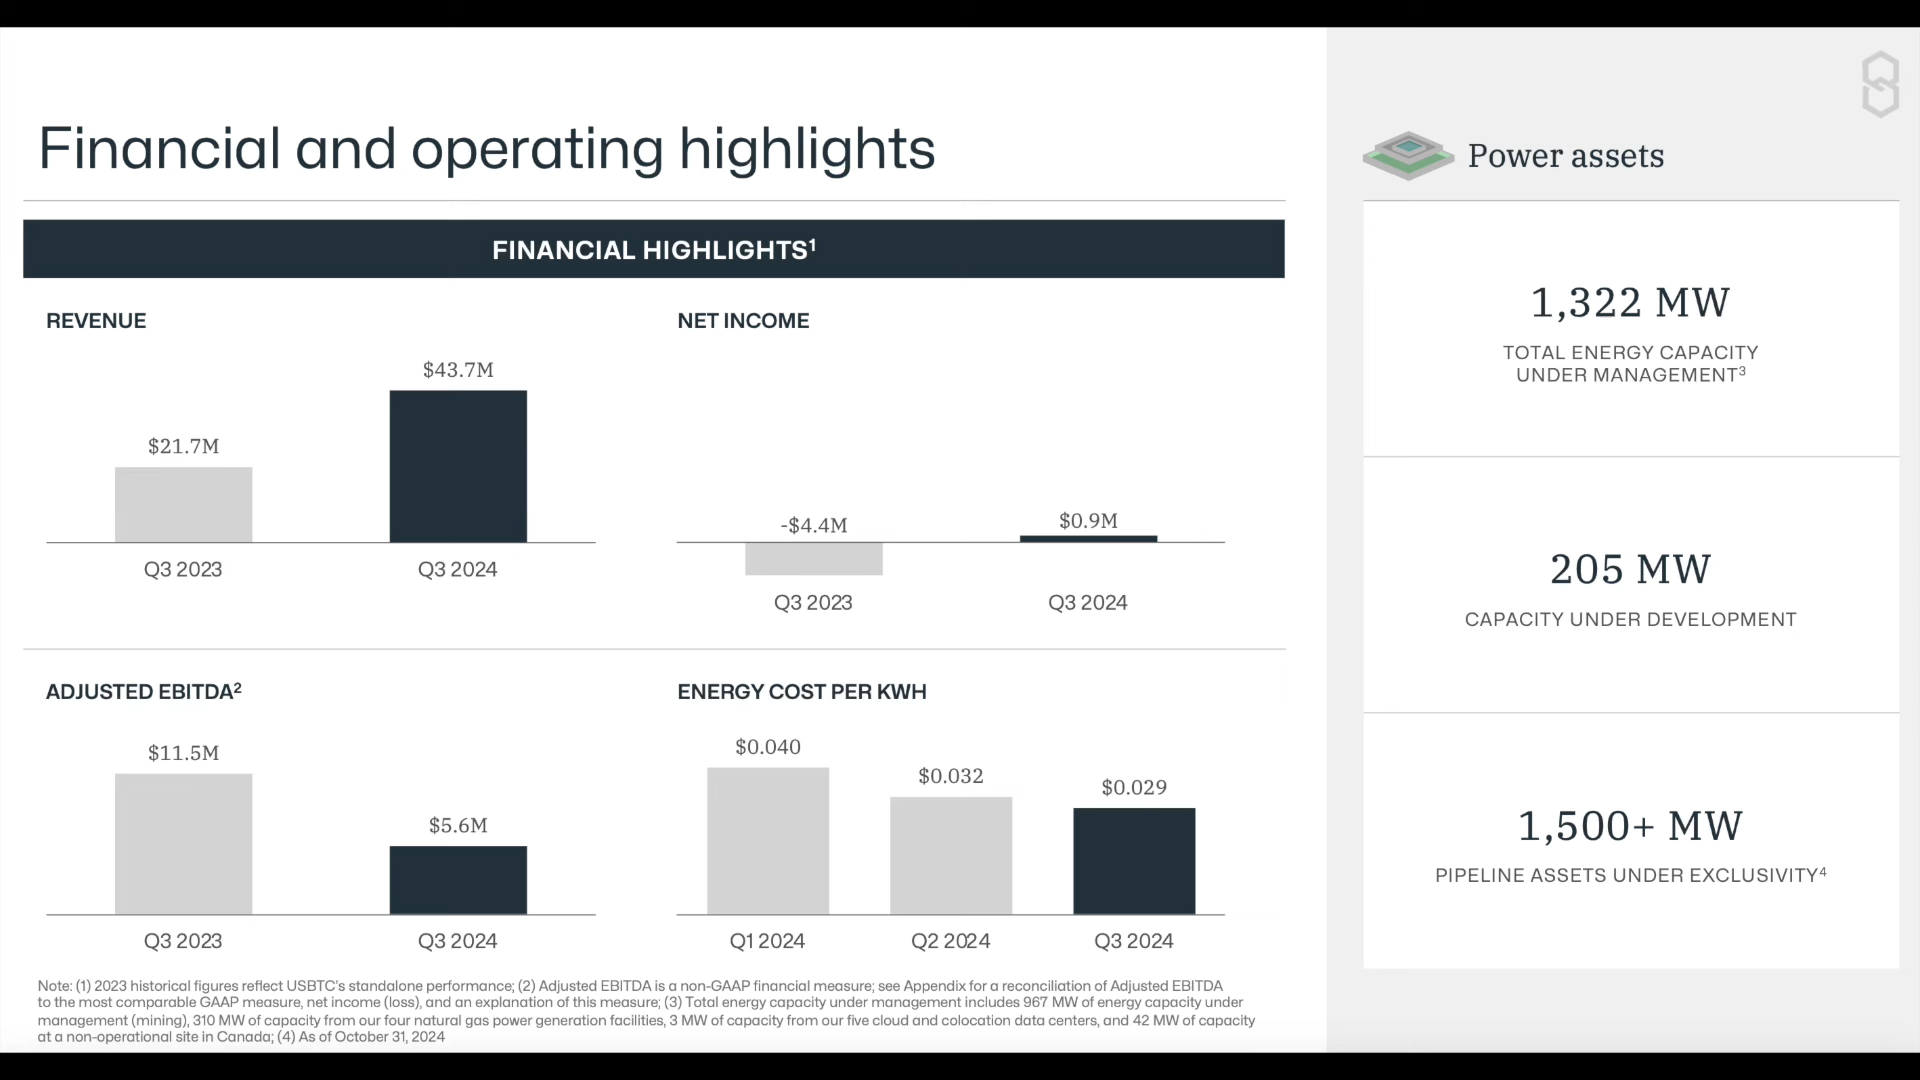 Financial and operating highlights
FINANCIAL HIGHLIGHTS¹
REVENUE
$21.7M
$43.7M
Q3 2023
Q3 2024
NET INCOME
-$4.4M
$0.9M
Q3 2023
Q3 2024
ADJUSTED EBITDA²
$11.5M
$5.6M
Q3 2023
Q3 2024
ENERGY COST PER KWH
$0.040
$0.032
$0.029
Q1 2024
Q2 2024
Q3 2024
Note: (1) 2023 historical figures reflect USBTC's standalone performance; (2) Adjusted EBITDA is a non-GAAP financial measure; see Appendix for a reconciliation of Adjusted EBITDA
to the most comparable GAAP measure, net income (loss), and an explanation of this measure; (3) Total energy capacity under management includes 967 MW of energy capacity under
management (mining), 310 MW of capacity from our four natural gas power generation facilities, 3 MW of capacity from our five cloud and colocation data centers, and 42 MW of capacity
at a non-operational site in Canada; (4) As of October 31, 2024
Power assets
1,322 MW
TOTAL ENERGY CAPACITY
UNDER MANAGEMENT³
205 MW
CAPACITY UNDER DEVELOPMENT
1,500+ MW
PIPELINE ASSETS UNDER EXCLUSIVITY⁴